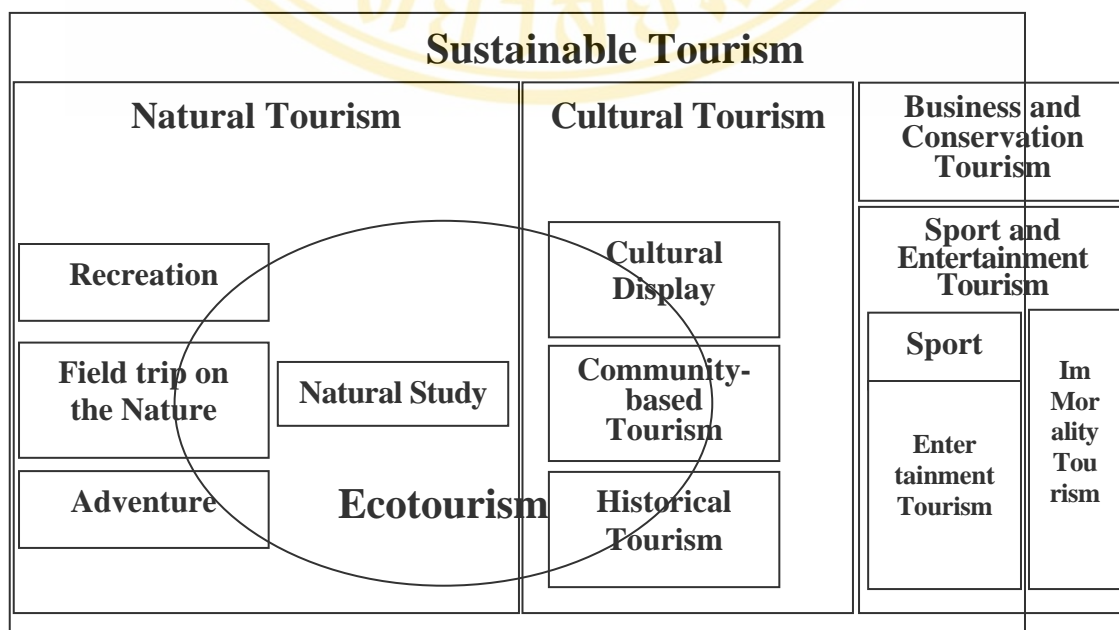 Sustainable Tourism
Natural Tourism
Recreation
Field trip on
the Nature
Natural Study
Adventure
Ecotourism
Cultural Tourism
Cultural
Display
Community-
based
Tourism
Historical
Tourism
Business and
Conservation
Tourism
Sport and
Entertainment
Tourism
Sport
Enter
tainment
Tourism
Im
Mor
ality
Tou
rism